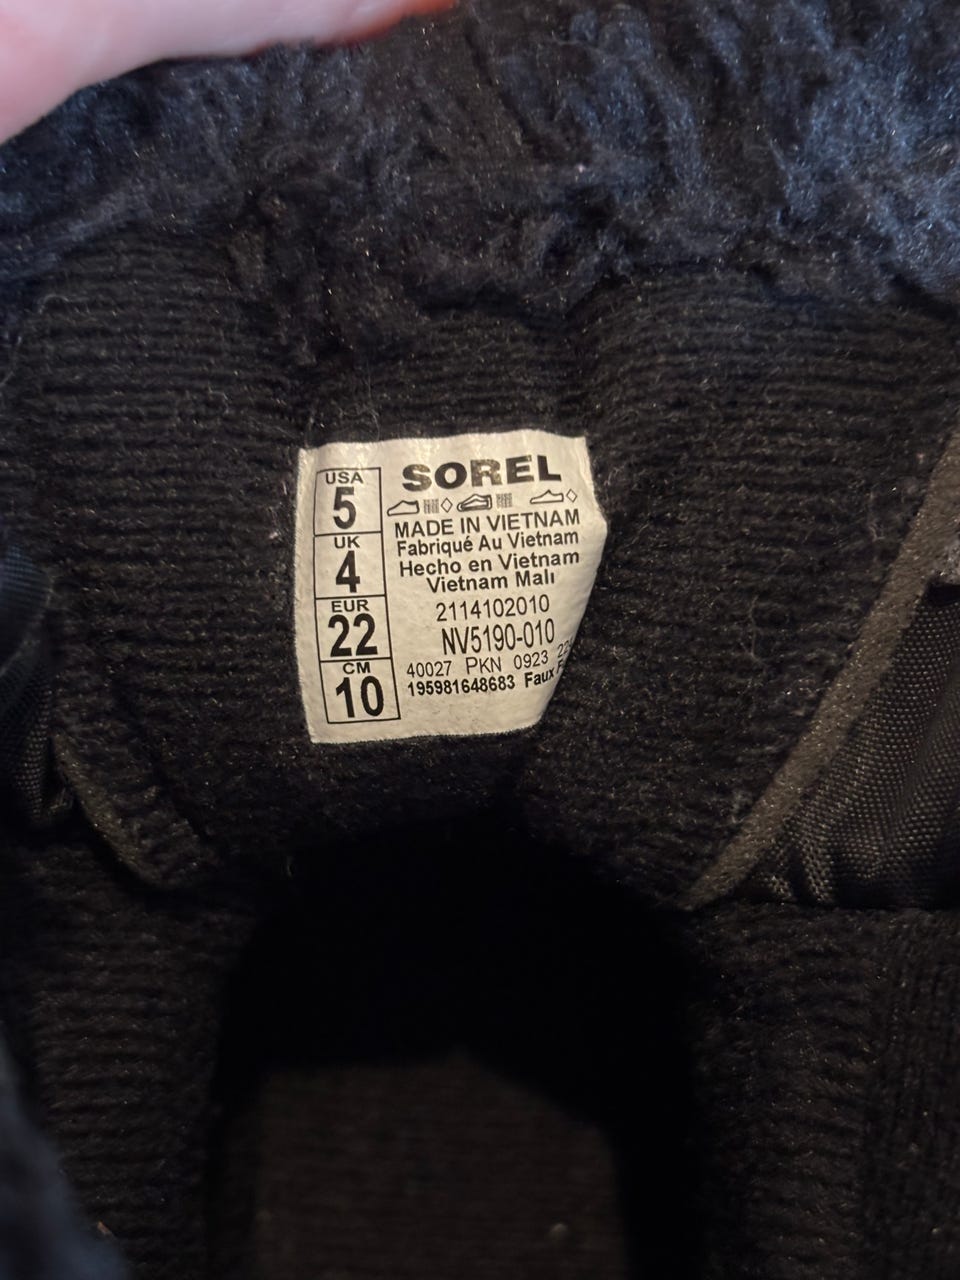 USA
5
UK
4
EUR
22
CM
10
SOREL
MADE IN VIETNAM
Fabriqué Au Vietnam
Hecho en Vietnam
Vietnam Malı
2114102010
NV5190-010
40027 PKN 0923
195981648683 Faux